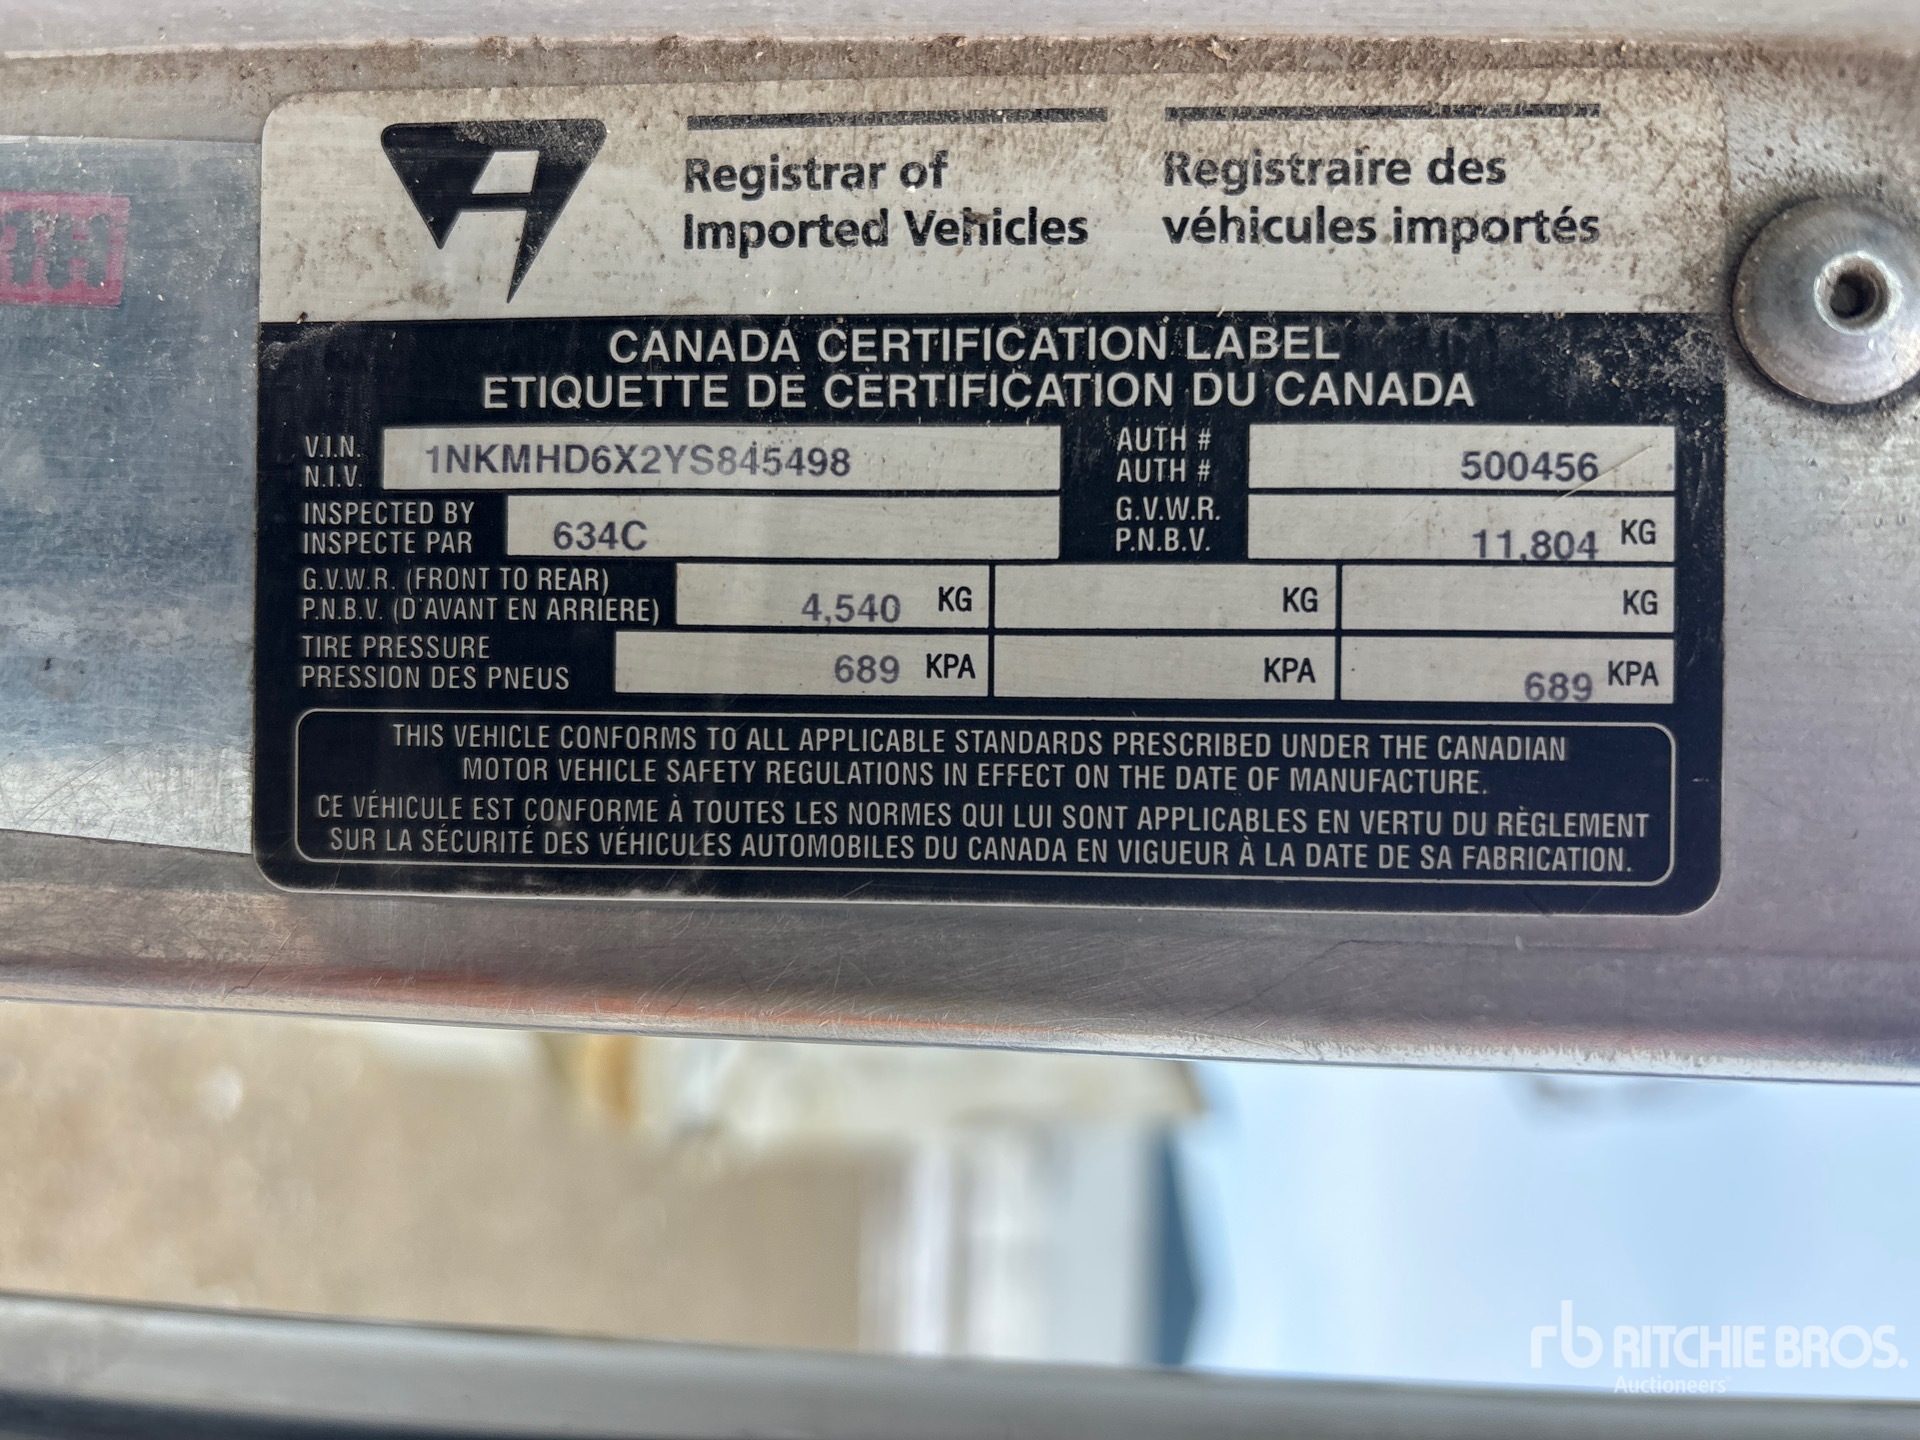 Registrar of
Imported Vehicles
Registraire des
véhicules importés
CANADA CERTIFICATION LABEL
ETIQUETTE DE CERTIFICATION DU CANADA
V.I.N.
N.I.V.
1NKMHD6X2YS845498
AUTH #
AUTH #
500456
INSPECTED BY
INSPECTE PAR
634C
G.V.W.R.
P.N.B.V.
11,804 KG
G.V.W.R. (FRONT TO REAR)
P.N.B.V. (D'AVANT EN ARRIERE)
4,540 KG
KG
KG
TIRE PRESSURE
PRESSION DES PNEUS
689 KPA
KPA
689 KPA
THIS VEHICLE CONFORMS TO ALL APPLICABLE STANDARDS PRESCRIBED UNDER THE CANADIAN
MOTOR VEHICLE SAFETY REGULATIONS IN EFFECT ON THE DATE OF MANUFACTURE.
CE VÉHICULE EST CONFORME À TOUTES LES NORMES QUI LUI SONT APPLICABLES EN VERTU DU RÈGLEMENT
SUR LA SÉCURITÉ DES VÉHICULES AUTOMOBILES DU CANADA EN VIGUEUR À LA DATE DE SA FABRICATION.
rb RITCHIE BROS.
Auctioneers